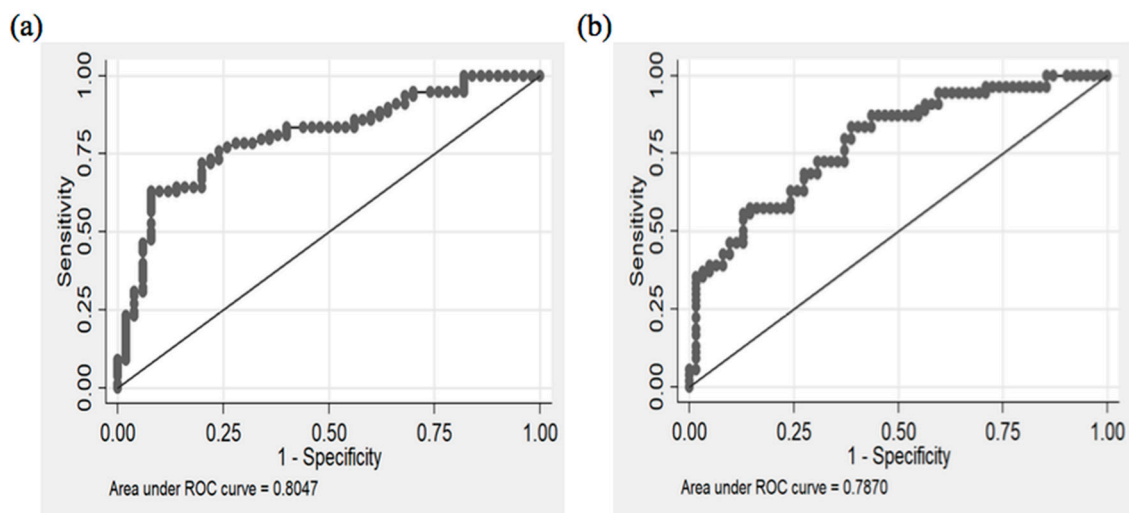 (a)
Sensitivity
1.00
0.75
0.50
0.25
0.00
0.00 0.25 0.50 0.75 1.00
1 - Specificity
Area under ROC curve = 0.8047
(b)
Sensitivity
1.00
0.75
0.50
0.25
0.00
0.00 0.25 0.50 0.75 1.00
1 - Specificity
Area under ROC curve = 0.7870